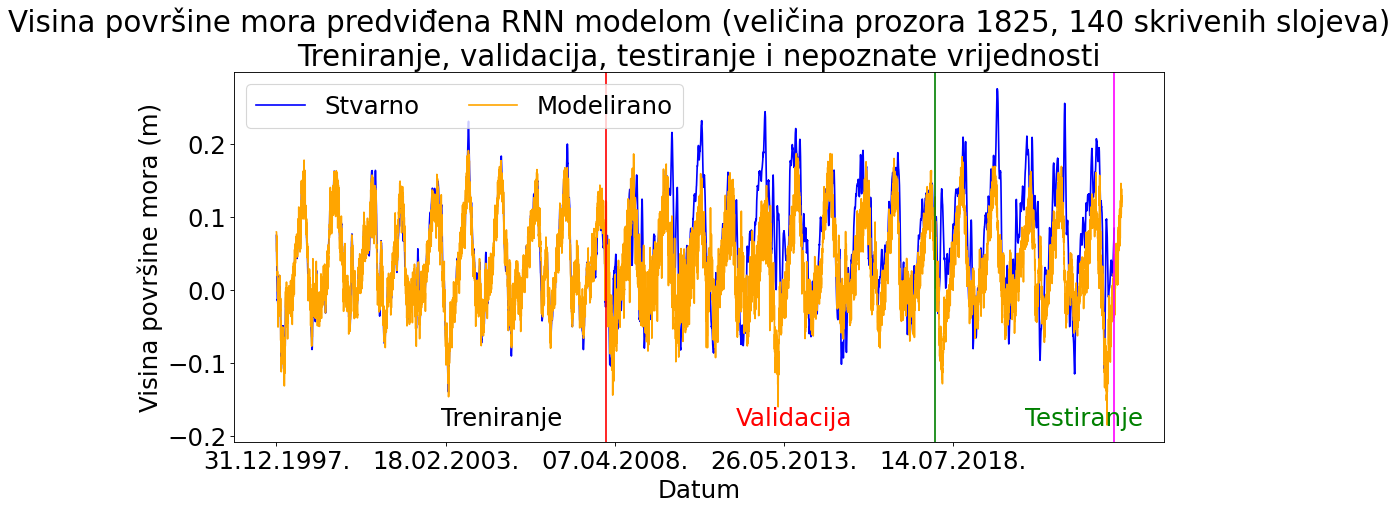 Visina površine mora predviđena RNN modelom (veličina prozora 1825, 140 skrivenih slojeva)
Treniranje, validacija, testiranje i nepoznate vrijednosti
Stvarno
Modelirano
Visina površine mora (m)
0.2
0.1
0.0
−0.1
−0.2
Treniranje
Validacija
Testiranje
31.12.1997.
18.02.2003.
07.04.2008.
26.05.2013.
14.07.2018.
Datum